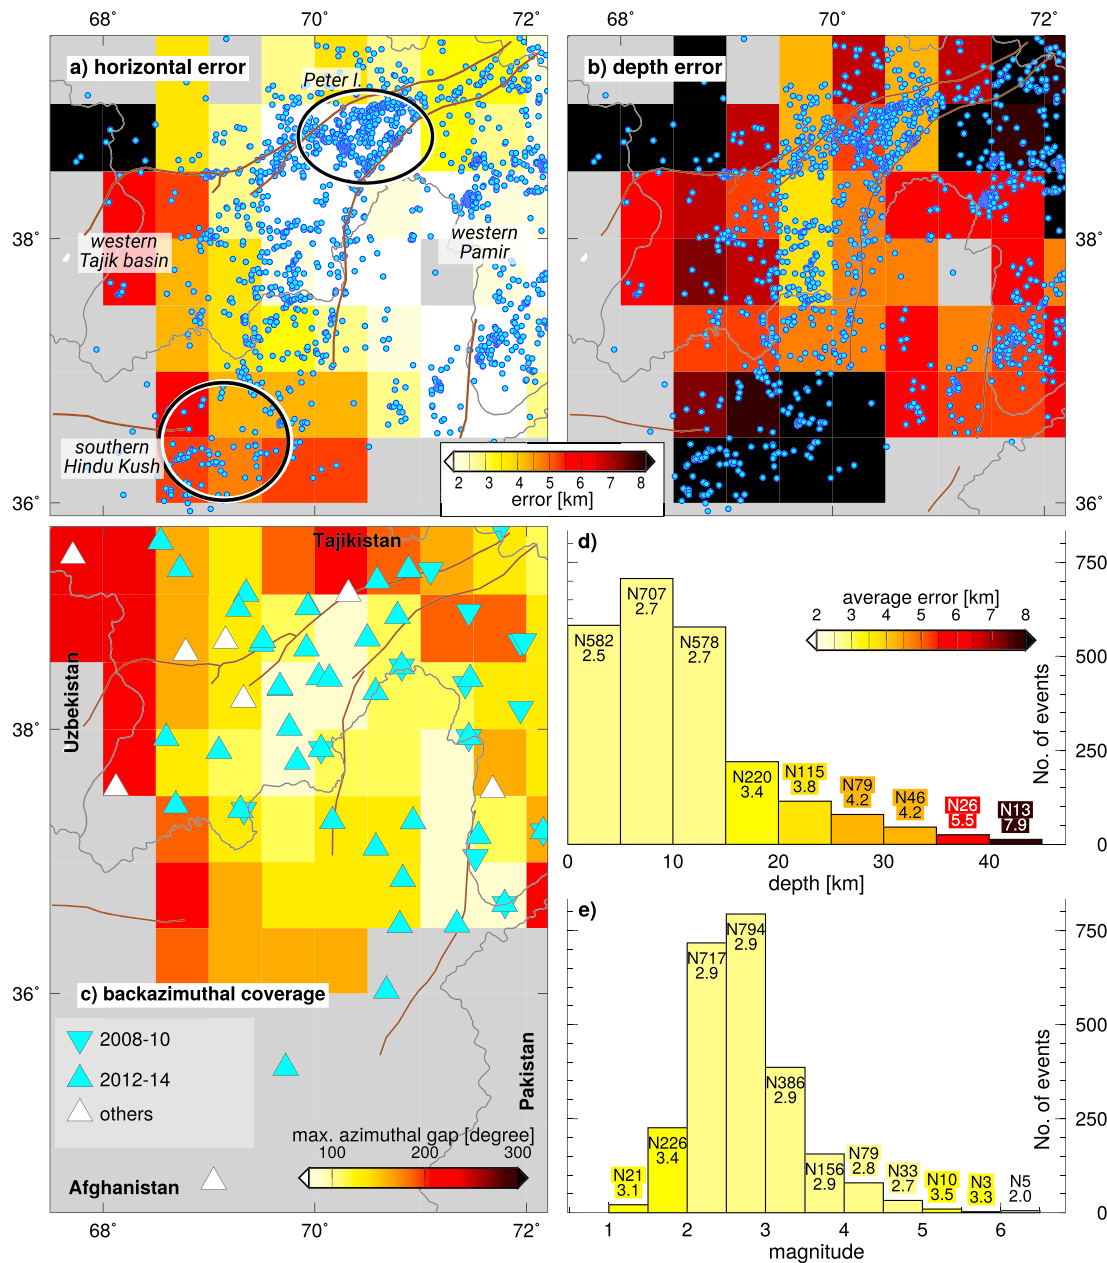 68°
70°
72°
70°
72°
a) horizontal error
Peter I.
b) depth error
38°
western
Tajik basin
western
Pamir
38°
southern
Hindu Kush
2 3 4 5 6 7 8
error [km]
36°
36°
Tajikistan
Uzbekistan
38°
36°
c) backazimuthal coverage
2008-10
2012-14
others
Pakistan
max. azimuthal gap [degree]
100 200 300
Afghanistan
68°
70°
72°
d)
N582
2.5
N707
2.7
N578
2.7
N220
3.4
N115
3.8
N79
4.2
N46
4.2
N26
5.5
N13
7.9
average error [km]
2 3 4 5 6 7 8
No. of events
750
500
250
0
0 10 20 30 40
depth [km]
e)
N21
3.1
N226
3.4
N717
2.9
N794
2.9
N386
2.9
N156
2.9
N79
2.8
N33
2.7
N10
3.5
N3
3.3
N5
2.0
No. of events
750
500
250
0
1 2 3 4 5 6
magnitude